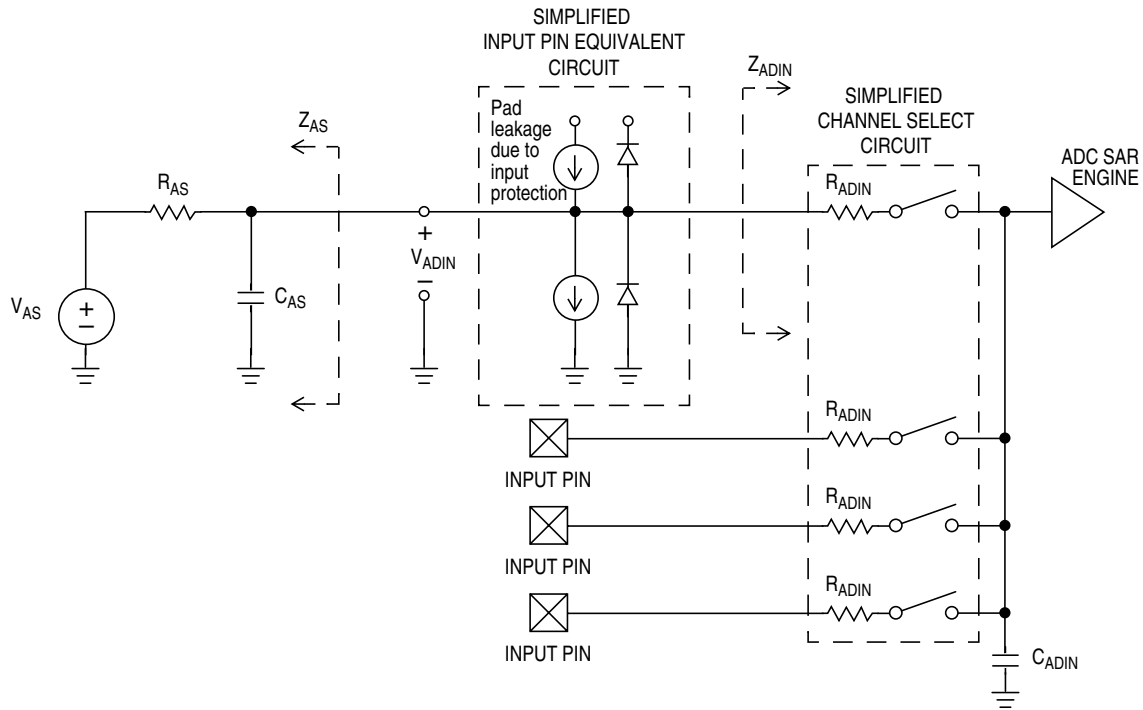 SIMPLIFIED
INPUT PIN EQUIVALENT
CIRCUIT
Z_ADIN
SIMPLIFIED
CHANNEL SELECT
CIRCUIT
Pad
leakage
due to
input
protection
Z_AS
R_AS
R_ADIN
ADC SAR
ENGINE
+
V_ADIN
−
V_AS
+
−
C_AS
R_ADIN
INPUT PIN
R_ADIN
INPUT PIN
R_ADIN
INPUT PIN
C_ADIN